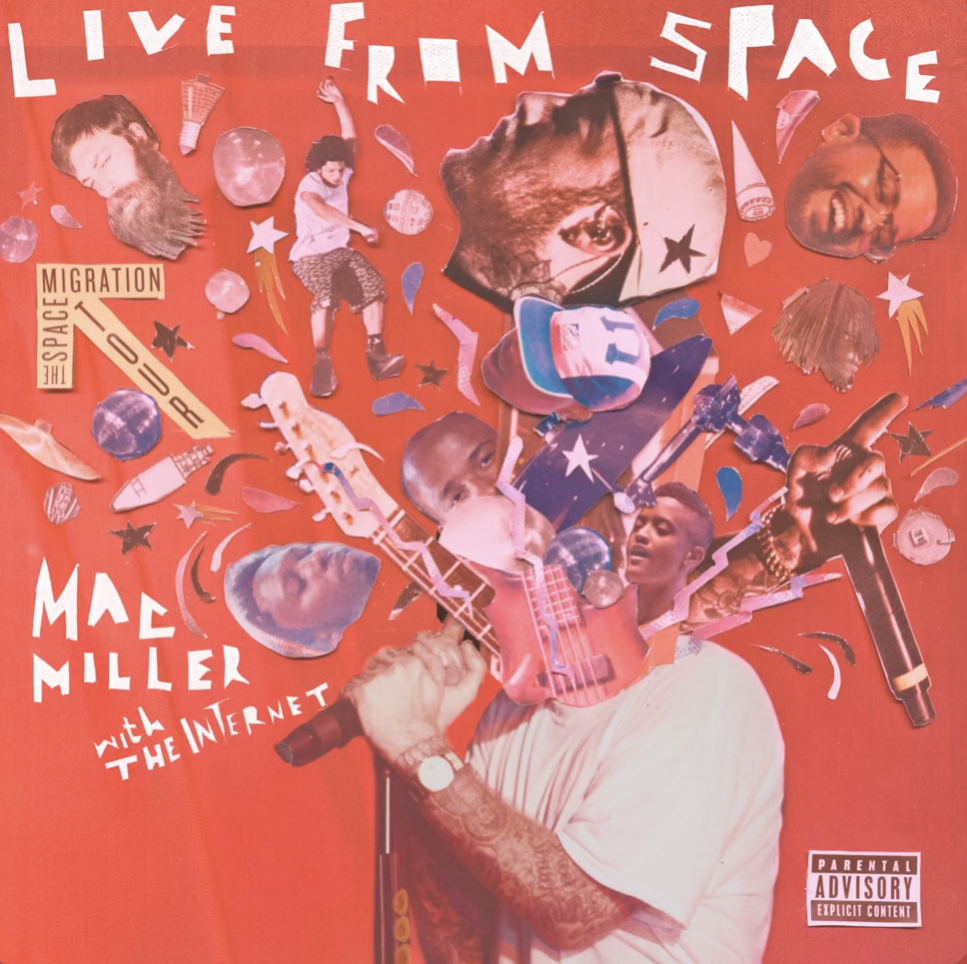 LIVE FROM SPACE
MIGRATION
THE SPACE
TOUR
MAC
MILLER
with
THE INTERNET
PARENTAL
ADVISORY
EXPLICIT CONTENT